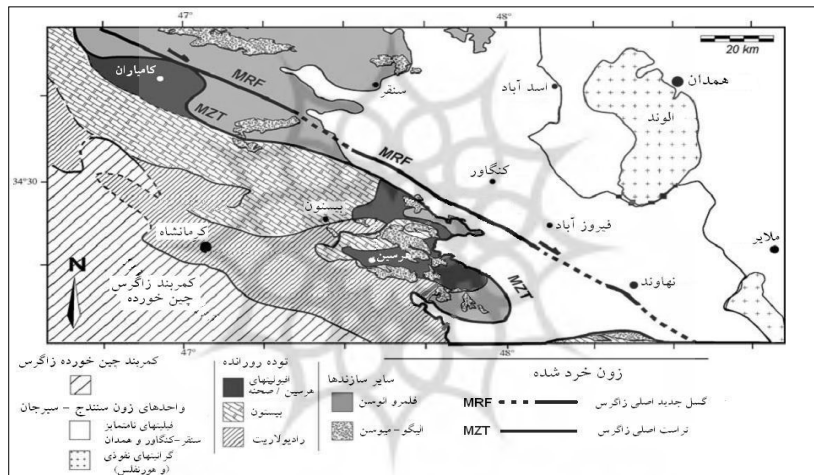 47°
48°
20 km
کامیاران
MRF
سنقر
اسد آباد
همدان
الوند
MZT
MRF
34°30
کنگاور
بیستون
فیروز آباد
کرمانشاه
هرسین
ملایر
N
کمربند زاگرس
چین خورده
MZT
نهاوند
47°
48°
کمربند چین خورده زاگرس
واحدهای زون سنندج - سیرجان
فیلیتهای نامتمایز
سنقر-کنگاور و همدان
گرانیتهای نفوذی
(و هورنفلس)
توده رورانده
افیولیتهای
هرسین / صحنه
بیستون
رادیولاریت
سایر سازندها
فلمرو ائوسن
الیگو-میوسن
زون خرد شده
MRF گسل جدید اصلی زاگرس
MZT تراست اصلی زاگرس